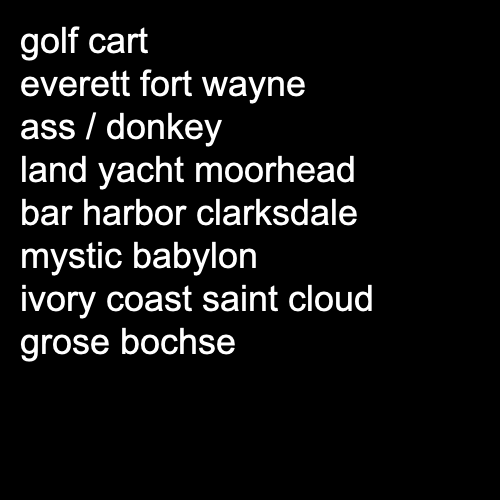 golf cart
everett fort wayne
ass / donkey
land yacht moorhead
bar harbor clarksdale
mystic babylon
ivory coast saint cloud
grose bochse